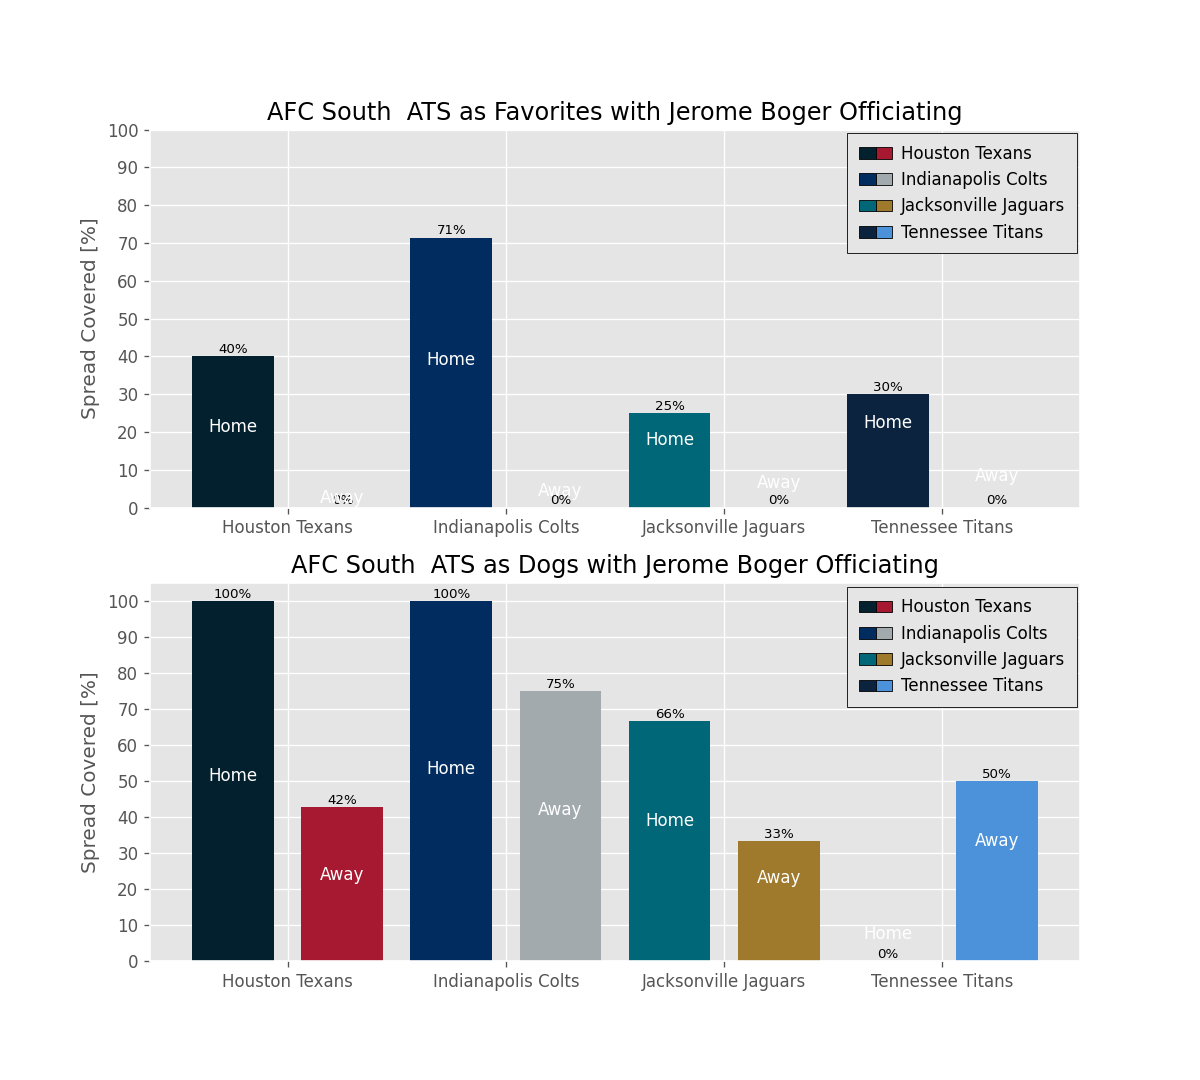 AFC South  ATS as Favorites with Jerome Boger Officiating
Spread Covered [%]
100
90
80
70
60
50
40
30
20
10
0
Houston Texans
Indianapolis Colts
Jacksonville Jaguars
Tennessee Titans
40%
Home
0%
Away
71%
Home
0%
Away
25%
Home
0%
Away
30%
Home
0%
Away
Houston Texans
Indianapolis Colts
Jacksonville Jaguars
Tennessee Titans
AFC South  ATS as Dogs with Jerome Boger Officiating
Spread Covered [%]
100
90
80
70
60
50
40
30
20
10
0
Houston Texans
Indianapolis Colts
Jacksonville Jaguars
Tennessee Titans
100%
Home
42%
Away
100%
Home
75%
Away
66%
Home
33%
Away
Home
0%
50%
Away
Houston Texans
Indianapolis Colts
Jacksonville Jaguars
Tennessee Titans